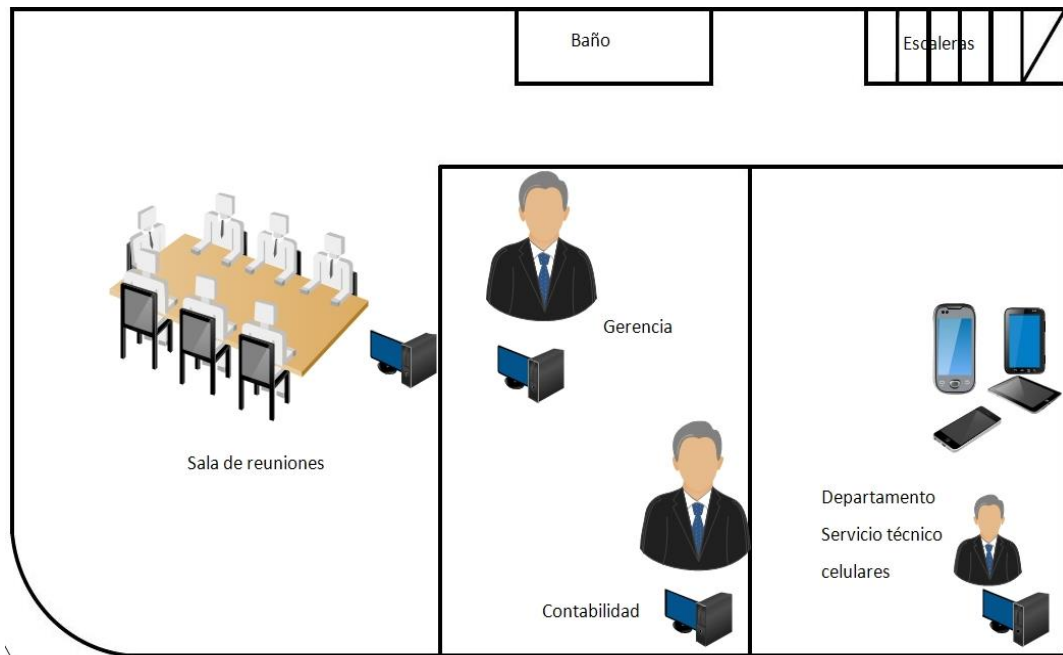 Baño
Escaleras
Gerencia
Sala de reuniones
Departamento
Servicio técnico
celulares
Contabilidad